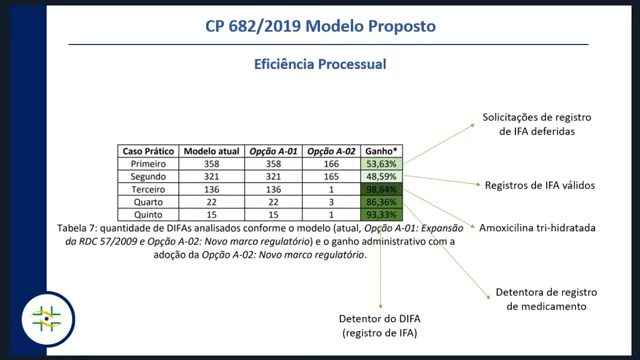 CP 682/2019 Modelo Proposto
Eficiência Processual
Solicitações de registro
de IFA deferidas
Caso Prático Modelo atual Opção A-01 Opção A-02 Ganho*
Primeiro 358 358 166 53,63%
Segundo 321 321 165 48,59%
Terceiro 136 136 1 98,64%
Quarto 22 22 3 86,36%
Quinto 15 15 1 93,33%
Registros de IFA válidos
Amoxicilina tri-hidratada
Tabela 7: quantidade de DIFAs analisados conforme o modelo (atual, Opção A-01: Expansão
da RDC 57/2009 e Opção A-02: Novo marco regulatório) e o ganho administrativo com a
adoção da Opção A-02: Novo marco regulatório.
Detentora de registro
de medicamento
Detentor do DIFA
(registro de IFA)